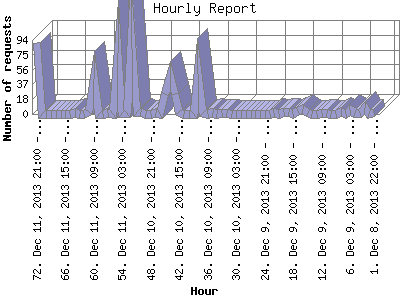 Hourly Report
Number of requests
94
75
56
37
18
0
72. Dec 11, 2013 21:00 -...
66. Dec 11, 2013 15:00 -...
60. Dec 11, 2013 09:00 -...
54. Dec 11, 2013 03:00 -...
48. Dec 10, 2013 21:00 -...
42. Dec 10, 2013 15:00 -...
36. Dec 10, 2013 09:00 -...
30. Dec 10, 2013 03:00 -...
24. Dec 9, 2013 21:00 -...
18. Dec 9, 2013 15:00 -...
12. Dec 9, 2013 09:00 -...
6. Dec 9, 2013 03:00 -...
1. Dec 8, 2013 22:00 -...
Hour